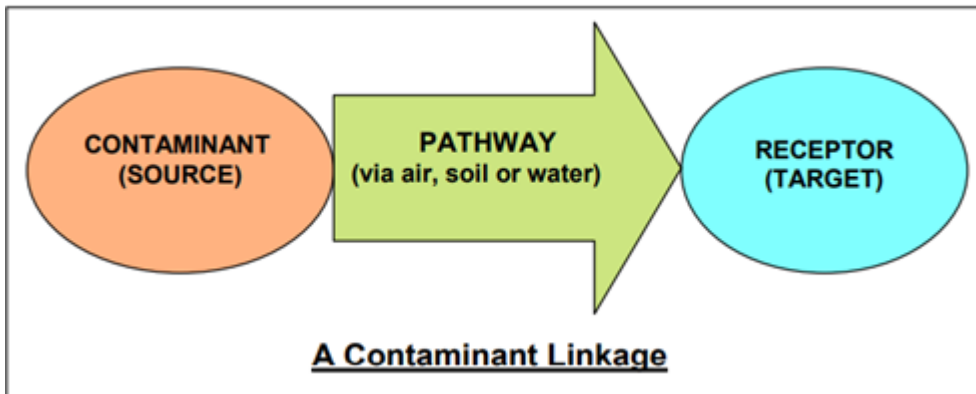 CONTAMINANT
(SOURCE)
PATHWAY
(via air, soil or water)
RECEPTOR
(TARGET)
A Contaminant Linkage